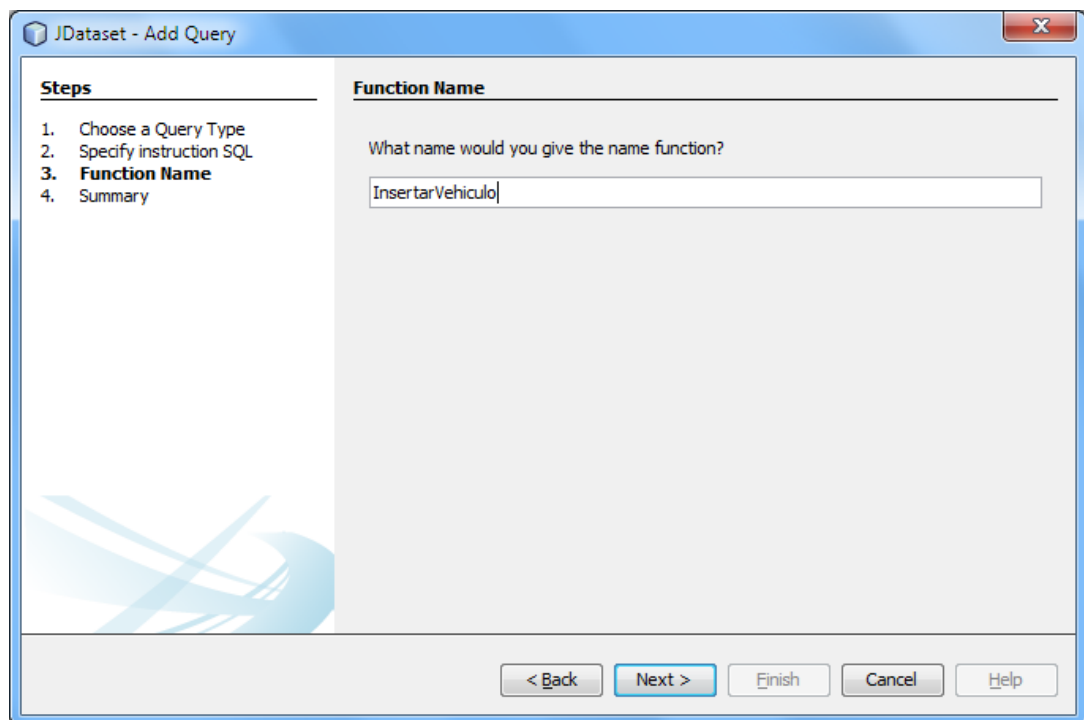 JDataset - Add Query
Steps
1. Choose a Query Type
2. Specify instruction SQL
3. Function Name
4. Summary
Function Name
What name would you give the name function?
InsertarVehiculo
< Back
Next >
Finish
Cancel
Help